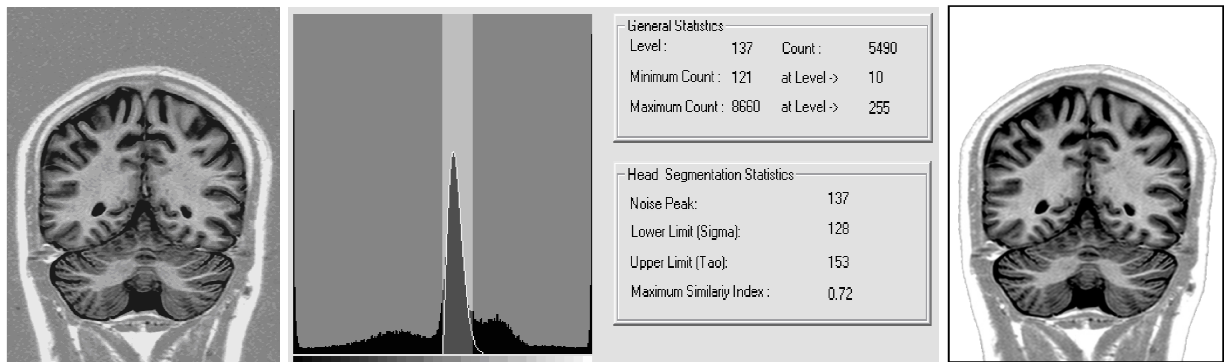 General Statistics
Level : 137 Count : 5490
Minimum Count : 121 at Level -> 10
Maximum Count : 8660 at Level -> 255
Head Segmentation Statistics
Noise Peak: 137
Lower Limit (Sigma): 128
Upper Limit (Tao): 153
Maximum Similariy Index : 0.72